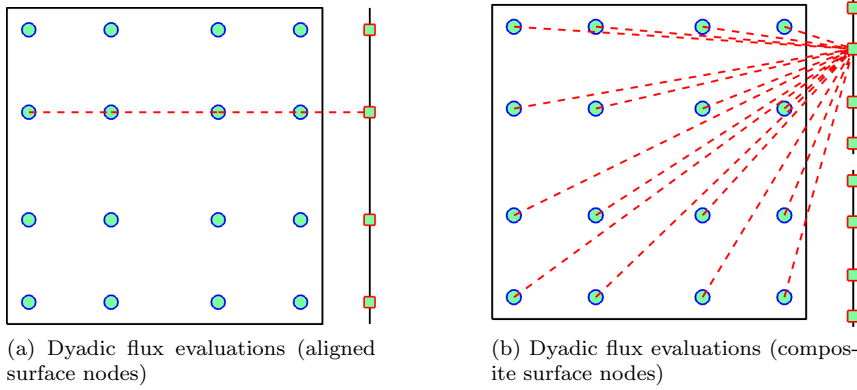 (a) Dyadic flux evaluations (aligned
surface nodes)
(b) Dyadic flux evaluations (compos-
ite surface nodes)